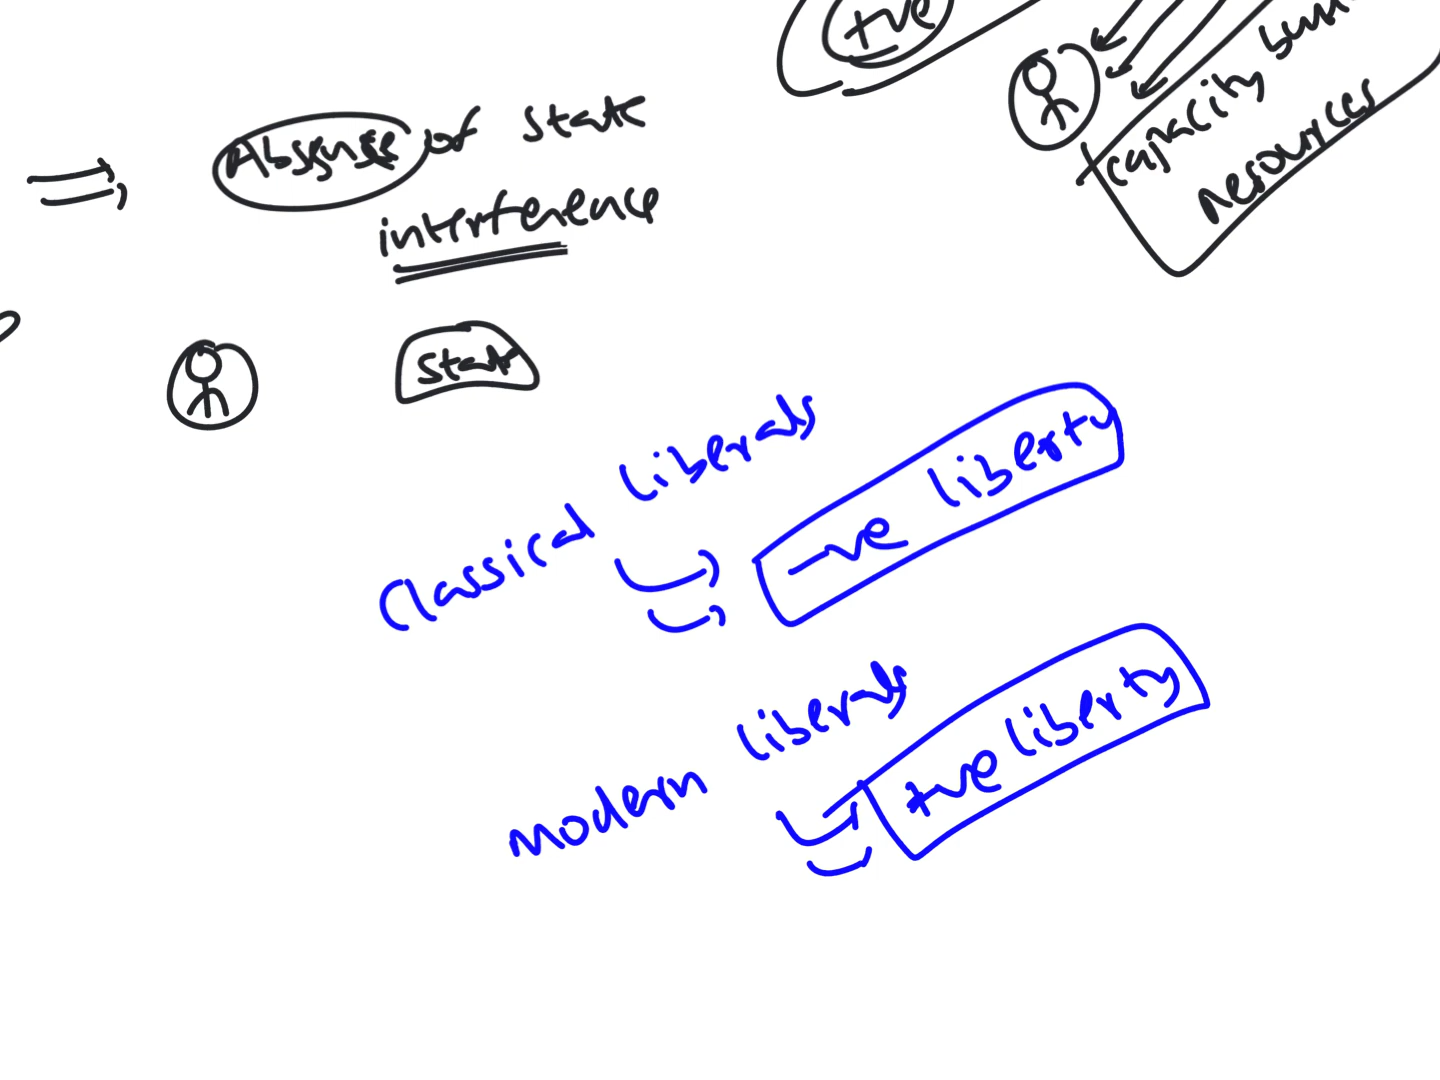 +ve
Absense of state
interference
capacity
resources
state
Classical liberals
-ve liberty
modern liberals
+ve liberty